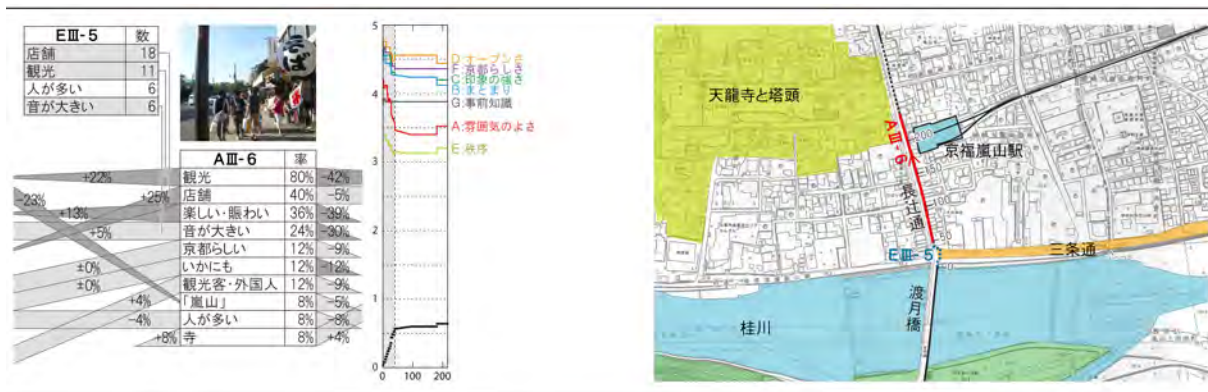 EⅢ-5 数
店舗 18
観光 11
人が多い 6
音が大きい 6
そば
AⅢ-6 率
+22% 観光 80% -42%
-23% +25% 店舗 40% -5%
+13% 楽しい・賑わい 36% -39%
+5% 音が大きい 24% -30%
京都らしい 12% -9%
±0% いかにも 12% -12%
±0% 観光客・外国人 12% -9%
+4% 「嵐山」 8% -5%
-4% 人が多い 8% -8%
+8% 寺 8% +4%
5
4
3
2
1
0
0 100 200
D:オープンさ
F:京都らしさ
C:印象の強さ
B:まとまり
G:事前知識
A:雰囲気のよさ
E:秩序
天龍寺と塔頭
AⅢ-6
200
京福嵐山駅
長辻通
100
50
0
EⅢ-5
三条通
渡月橋
桂川